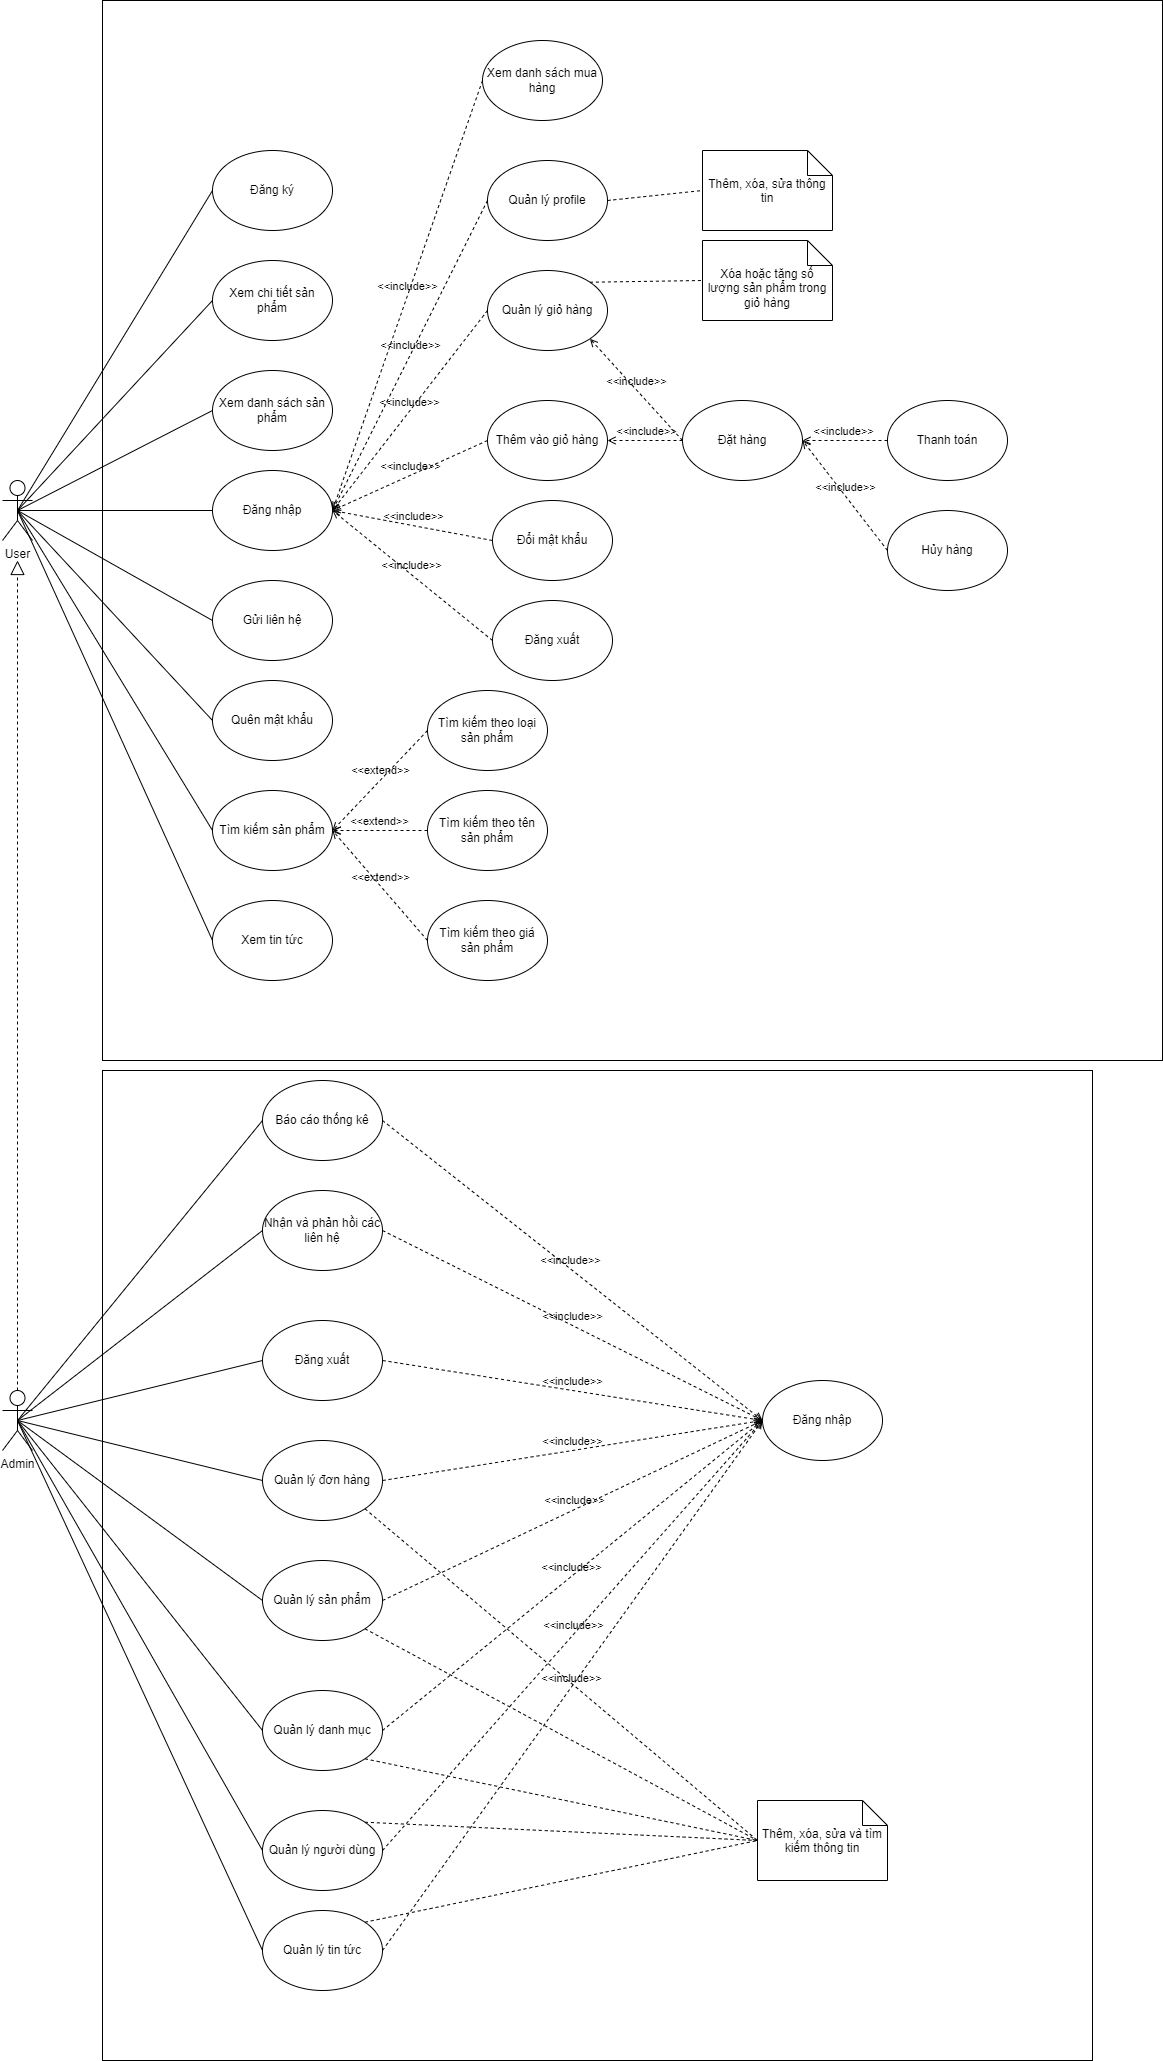 Xem danh sách mua
hàng
Đăng ký
Quản lý profile
Thêm, xóa, sửa thông
tin
Xem chi tiết sản
phẩm
<<include>>
Quản lý giỏ hàng
Xóa hoặc tăng số
lượng sản phẩm trong
giỏ hàng
<<include>>
<<include>>
Xem danh sách sản
phẩm
<<include>>
Thêm vào giỏ hàng
<<include>>
Đặt hàng
<<include>>
Thanh toán
<<include>>
<<include>>
Đăng nhập
<<include>>
Đổi mật khẩu
Hủy hàng
User
<<include>>
Gửi liên hệ
Đăng xuất
Quên mật khẩu
Tìm kiếm theo loại
sản phẩm
<<extend>>
Tìm kiếm sản phẩm
<<extend>>
Tìm kiếm theo tên
sản phẩm
<<extend>>
Xem tin tức
Tìm kiếm theo giá
sản phẩm
Báo cáo thống kê
Nhận và phản hồi các
liên hệ
<<include>>
<<include>>
Đăng xuất
<<include>>
Đăng nhập
<<include>>
Admin
Quản lý đơn hàng
<<include>>
<<include>>
Quản lý sản phẩm
<<include>>
<<include>>
Quản lý danh mục
Thêm, xóa, sửa và tìm
kiếm thông tin
Quản lý người dùng
Quản lý tin tức